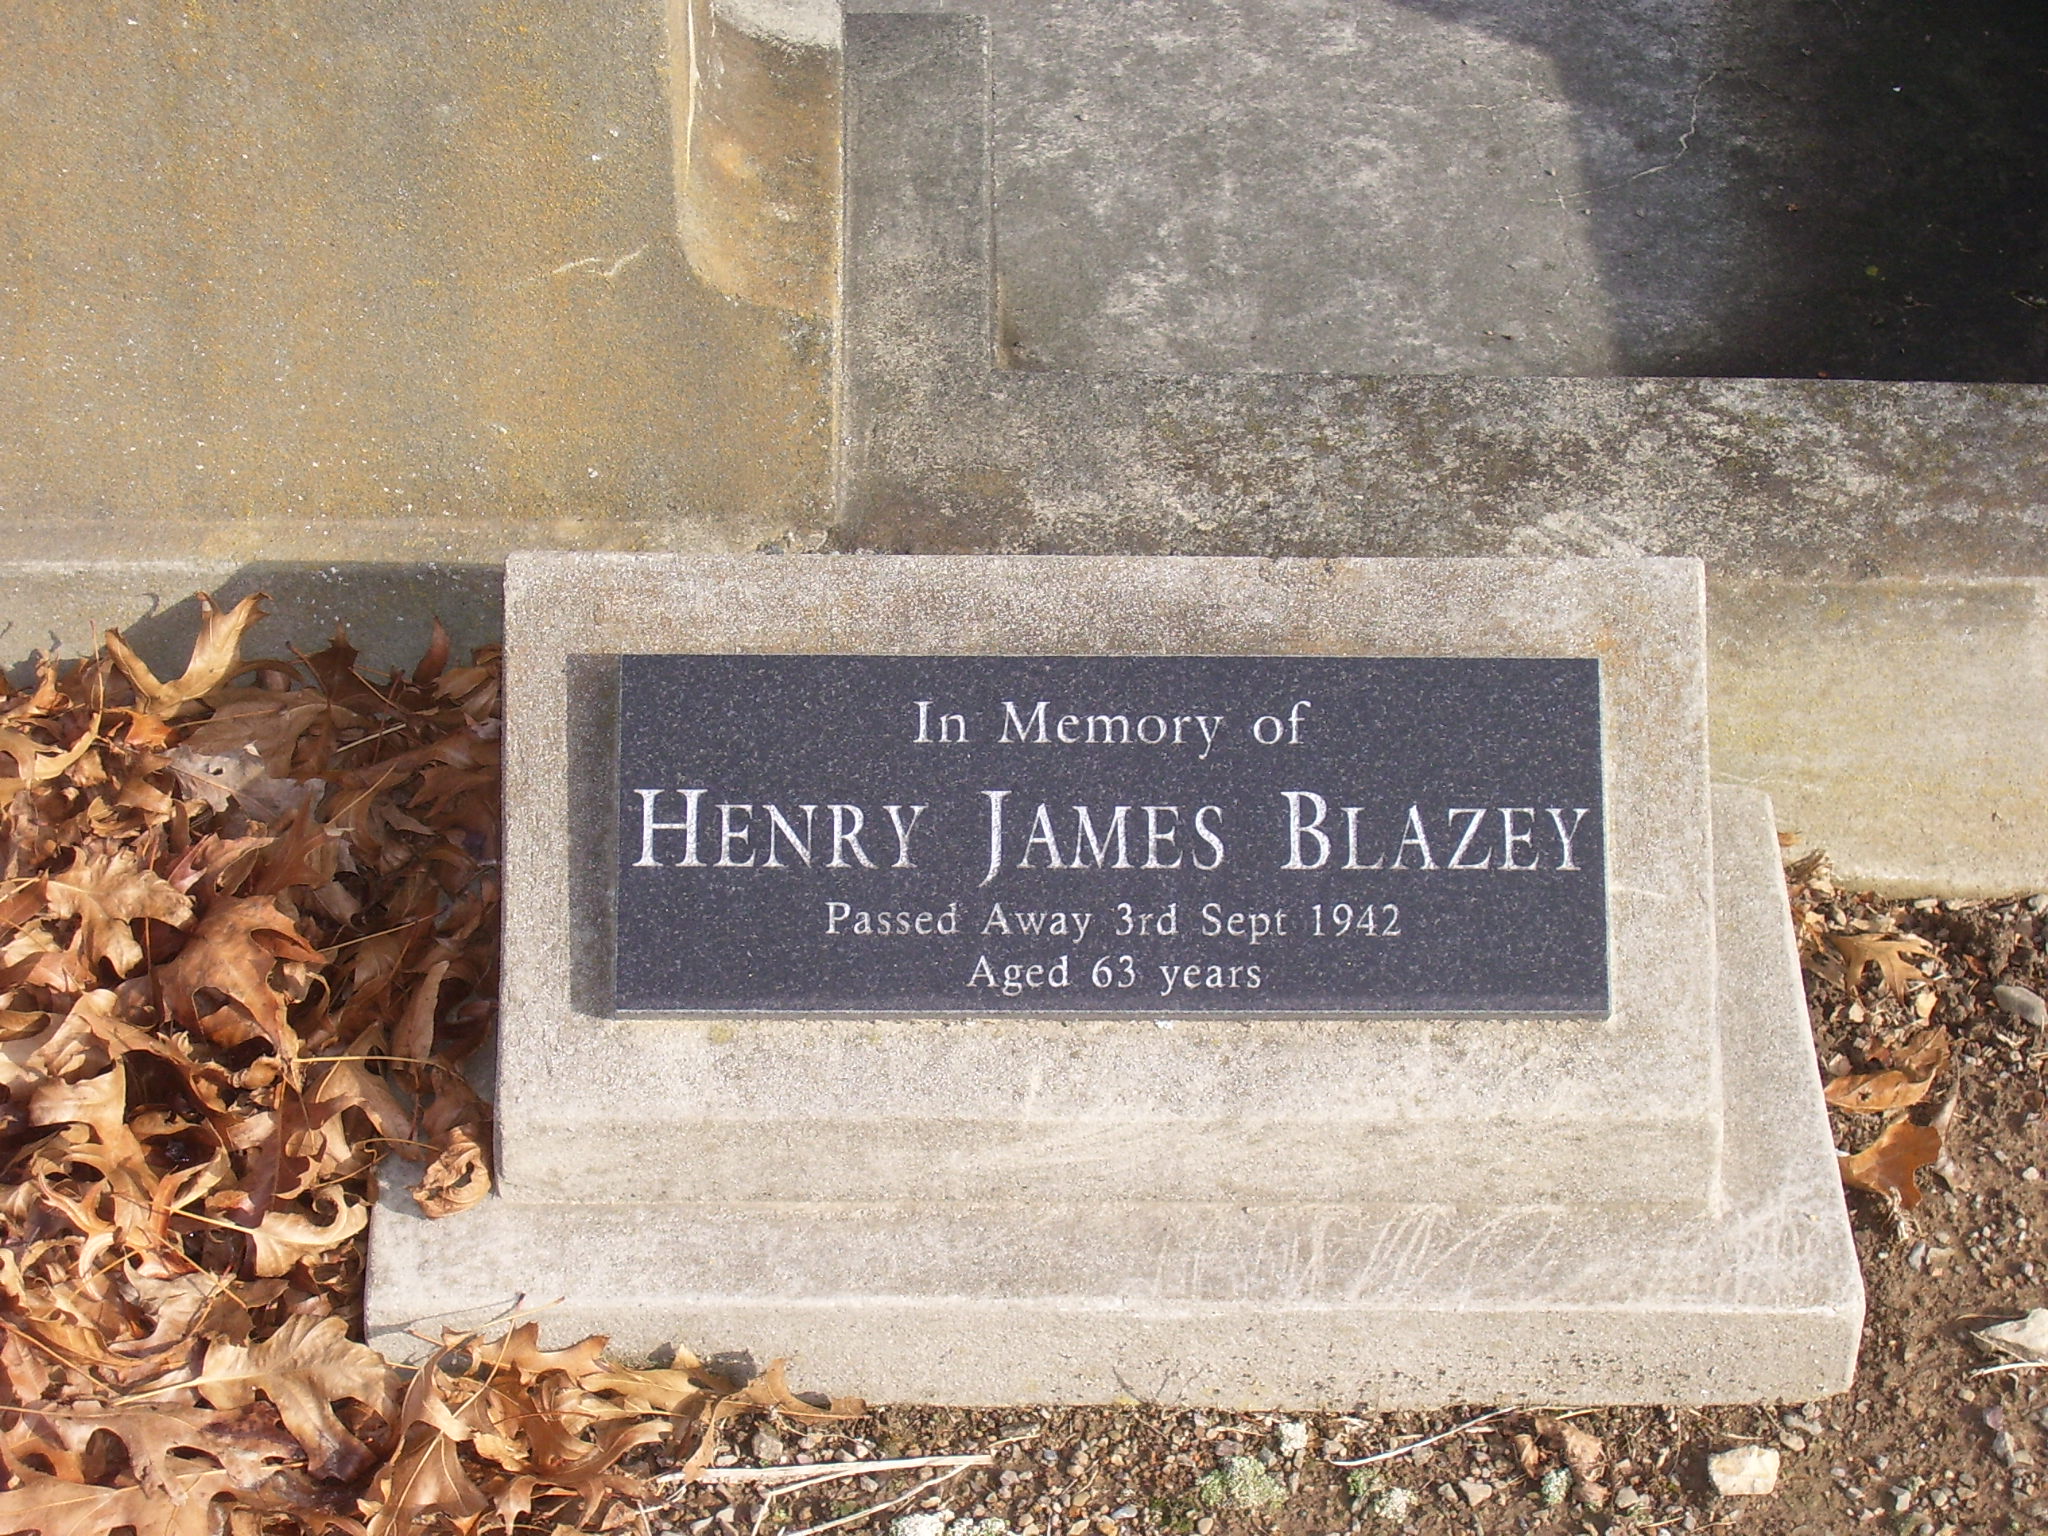 In Memory of
HENRY JAMES BLAZEY
Passed Away 3rd Sept 1942
Aged 63 years